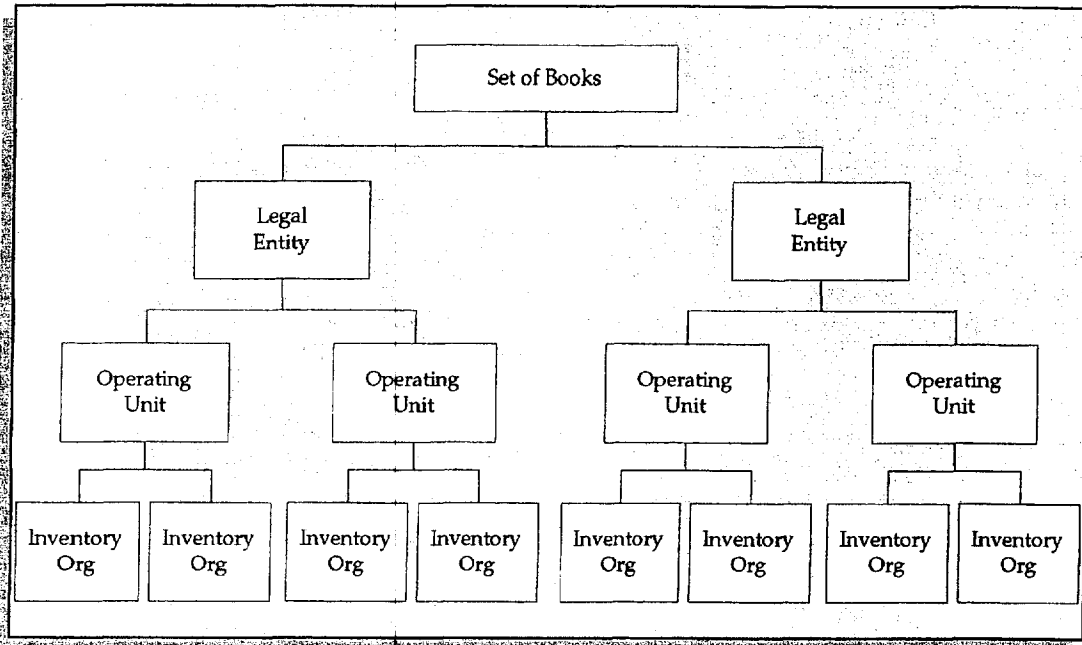 Set of Books
Legal
Entity
Legal
Entity
Operating
Unit
Operating
Unit
Operating
Unit
Operating
Unit
Inventory
Org
Inventory
Org
Inventory
Org
Inventory
Org
Inventory
Org
Inventory
Org
Inventory
Org
Inventory
Org